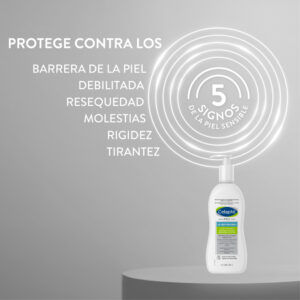 PROTEGE CONTRA LOS
BARRERA DE LA PIEL
DEBILITADA
RESEQUEDAD
MOLESTIAS
RIGIDEZ
TIRANTEZ
5
SIGNOS
DE LA PIEL SENSIBLE
Cetaphil
PRO